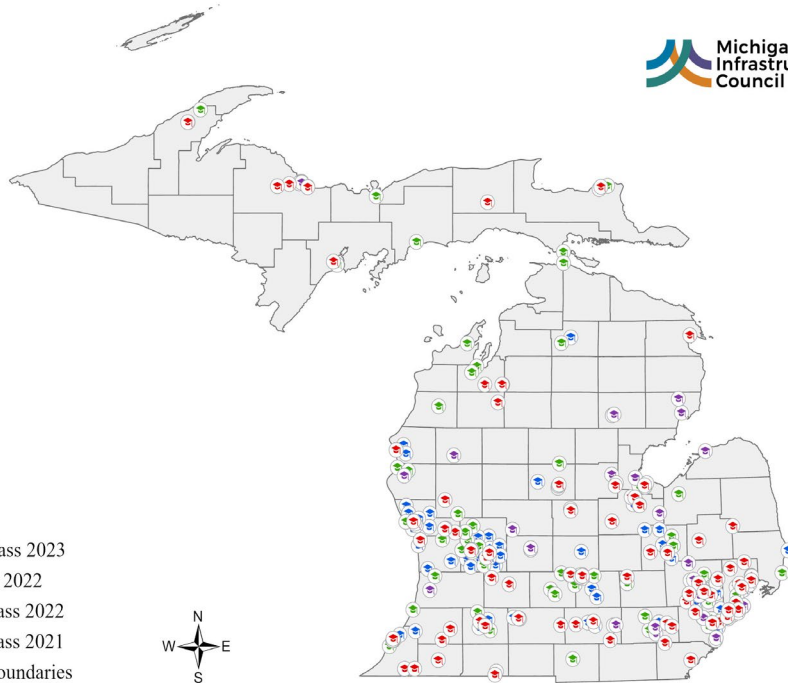 Michiga
Infrastru
Council
ass 2023
2022
ass 2022
ass 2021
oundaries
N
W E
S